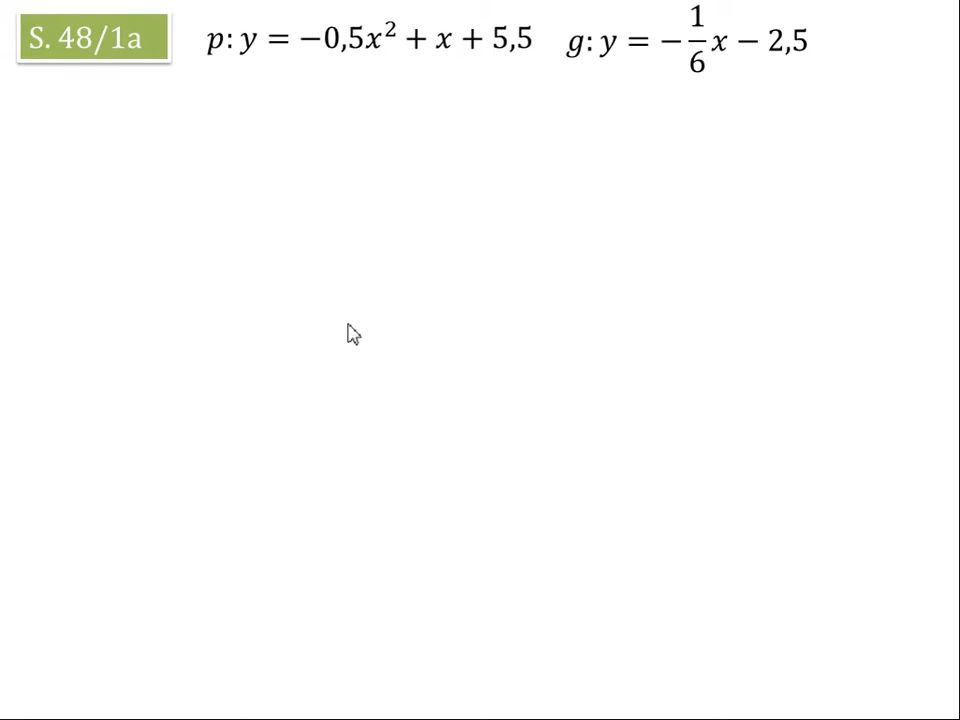 S. 48/1a p: y = −0,5x² + x + 5,5 g: y = −1/6x − 2,5